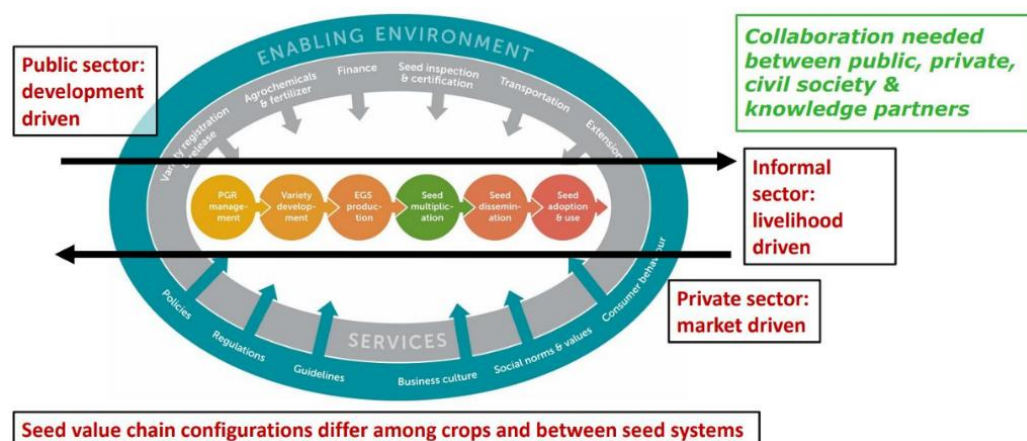 ENABLING ENVIRONMENT
Public sector:
development
driven
Collaboration needed
between public, private,
civil society &
knowledge partners
Variety registration
& release
Agrochemicals
& fertilizer
Finance
Seed inspection
& certification
Transportation
Extension
Informal
sector:
livelihood
driven
PGR
manage-
ment
Variety
develop-
ment
EGS
produc-
tion
Seed
multiplic-
ation
Seed
dissemin-
ation
Seed
adoption
& use
Private sector:
market driven
Policies
Regulations
Guidelines
SERVICES
Business culture
Social norms & values
Consumer behaviour
Seed value chain configurations differ among crops and between seed systems